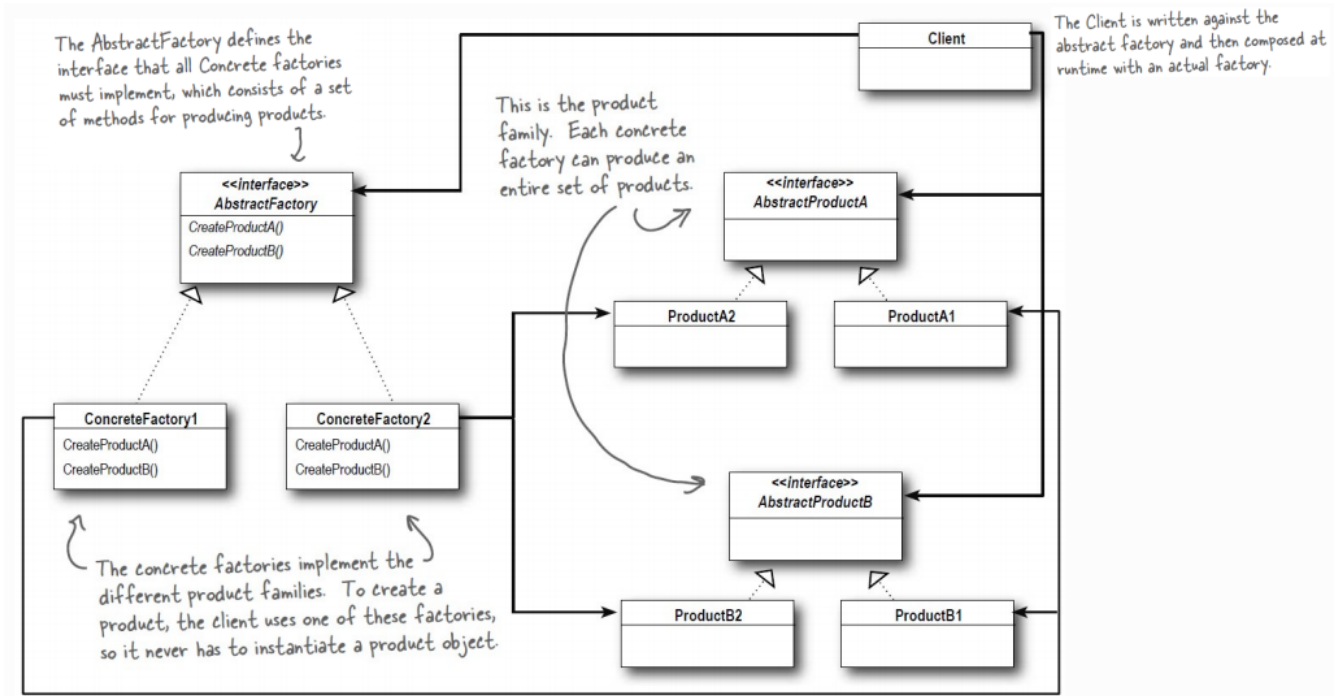 The AbstractFactory defines the
interface that all Concrete factories
must implement, which consists of a set
of methods for producing products.
Client
The Client is written against the
abstract factory and then composed at
runtime with an actual factory.
This is the product
family. Each concrete
factory can produce an
entire set of products.
<<interface>>
AbstractFactory
CreateProductA()
CreateProductB()
<<interface>>
AbstractProductA
ProductA2
ProductA1
ConcreteFactory1
CreateProductA()
CreateProductB()
ConcreteFactory2
CreateProductA()
CreateProductB()
<<interface>>
AbstractProductB
ProductB2
ProductB1
The concrete factories implement the
different product families. To create a
product, the client uses one of these factories,
so it never has to instantiate a product object.